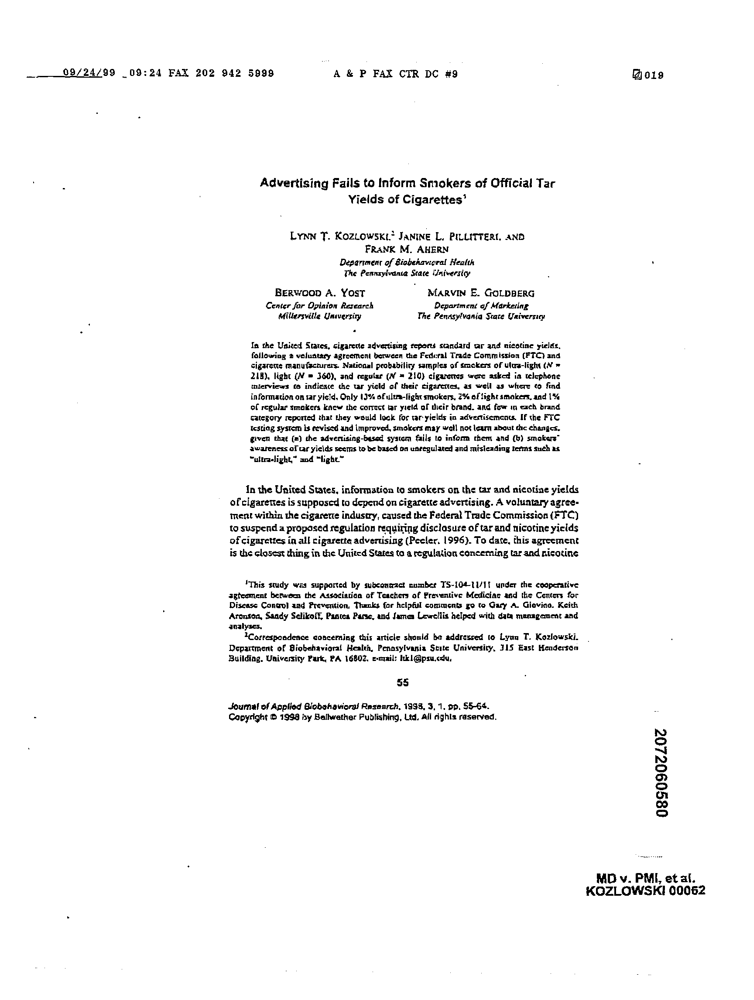 09/24/99 09:24 FAX 202 942 5999 A & P FAX CTR DC #9 019
Advertising Fails to Inform Smokers of Official Tar
Yields of Cigarettes¹
LYNN T. KOZLOWSKI,² JANINE L. PILLITTERI, AND
FRANK M. AHERN
Department of Biobehavioral Health
The Pennsylvania State University
BERWOOD A. YOST
Center for Opinion Research
Millersville University
MARVIN E. GOLDBERG
Department of Marketing
The Pennsylvania State University
In the United States, cigarette advertising reports standard tar and nicotine yields,
following a voluntary agreement between the Federal Trade Commission (FTC) and
cigarette manufacturers. National probability samples of smokers of ultra-light (N =
218), light (N = 360), and regular (N = 210) cigarettes were asked in telephone
interviews to indicate the tar yield of their cigarettes, as well as where to find
information on tar yield. Only 13% of ultra-light smokers, 2% of light smokers, and 1%
of regular smokers knew the correct tar yield of their brand, and few in each brand
category reported that they would look for tar yields in advertisements. If the FTC
testing system is revised and improved, smokers may well not learn about the changes,
given that (a) the advertising-based system fails to inform them and (b) smokers'
awareness of tar yields seems to be based on unregulated and misleading terms such as
"ultra-light," and "light."
In the United States, information to smokers on the tar and nicotine yields
of cigarettes is supposed to depend on cigarette advertising. A voluntary agree-
ment within the cigarette industry, caused the Federal Trade Commission (FTC)
to suspend a proposed regulation requiring disclosure of tar and nicotine yields
of cigarettes in all cigarette advertising (Peeler, 1996). To date, this agreement
is the closest thing in the United States to a regulation concerning tar and nicotine
¹This study was supported by subcontract number TS-104-11/11 under the cooperative
agreement between the Association of Teachers of Preventive Medicine and the Centers for
Disease Control and Prevention. Thanks for helpful comments go to Gary A. Giovino. Keith
Aronson, Sandy Selikoff, Pantea Parse, and James Lewellis helped with data management and
analyses.
²Correspondence concerning this article should be addressed to Lynn T. Kozlowski,
Department of Biobehavioral Health, Pennsylvania State University, 315 East Henderson
Building, University Park, PA 16802. e-mail: ltk1@psu.edu.
55
Journal of Applied Biobehavioral Research, 1998, 3, 1, pp. 55-64.
Copyright © 1998 by Bellwether Publishing, Ltd. All rights reserved.
2072060580
MD v. PMI, et al.
KOZLOWSKI 00062